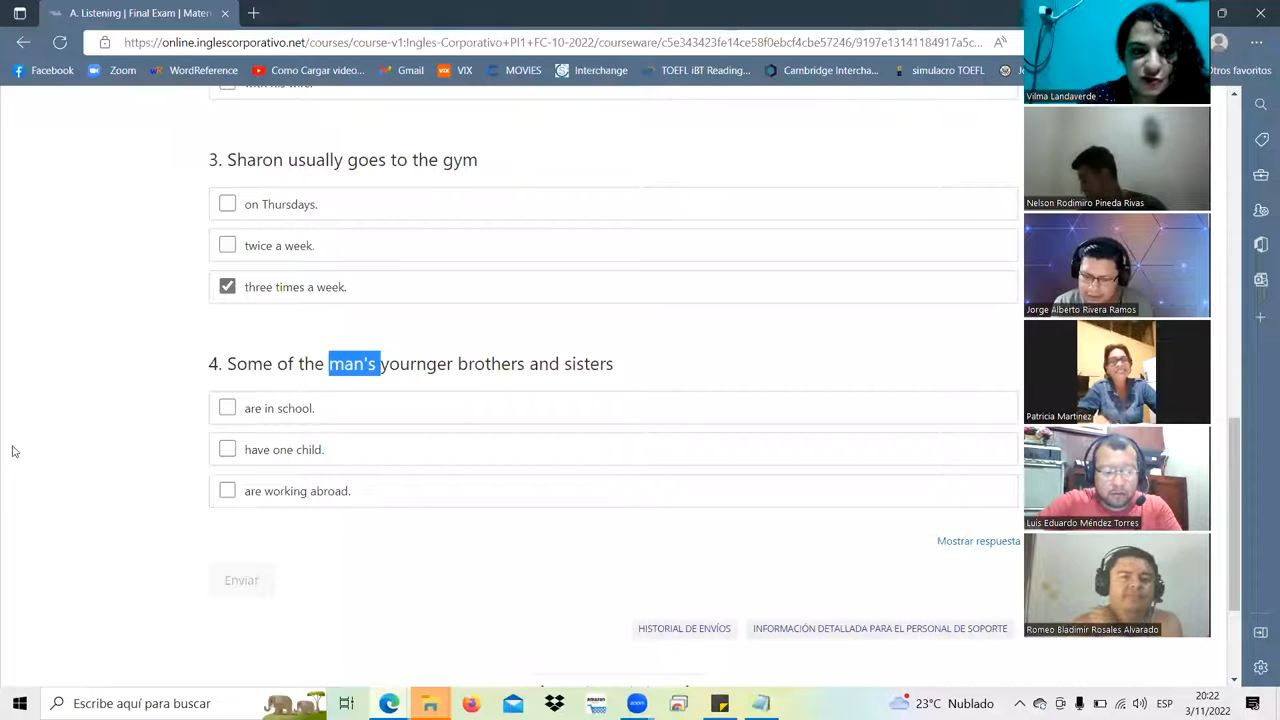 A. Listening | Final Exam | Mater
https://online.inglescorporativo.net/courses/course-v1:Ingles-Corporativo+PI1+FC-10-2022/courseware/c5e343423fe14ce58f0ebcf4cbe57246/9197e13141184917a5c...
Facebook
Zoom
WordReference
Como Cargar video...
Gmail
VIX
COVIES
Interchange
TOEFL iBT Reading...
Cambridge Intercha...
simulacro TOEFL
Otros favoritos
Vilma Landaverde
with his wife.
3. Sharon usually goes to the gym
on Thursdays.
twice a week.
three times a week.
4. Some of the man's yournger brothers and sisters
are in school.
have one child.
are working abroad.
Mostrar respuesta
Enviar
HISTORIAL DE ENVÍOS
INFORMACIÓN DETALLADA PARA EL PERSONAL DE SOPORTE
Nelson Rodimiro Pineda Rivas
Jorge Alberto Rivera Ramos
Patricia Martinez
Luis Eduardo Méndez Torres
Romeo Bladimir Rosales Alvarado
Escribe aquí para buscar
amazon
zoom
23°C Nublado
ESP
20:22
3/11/2022